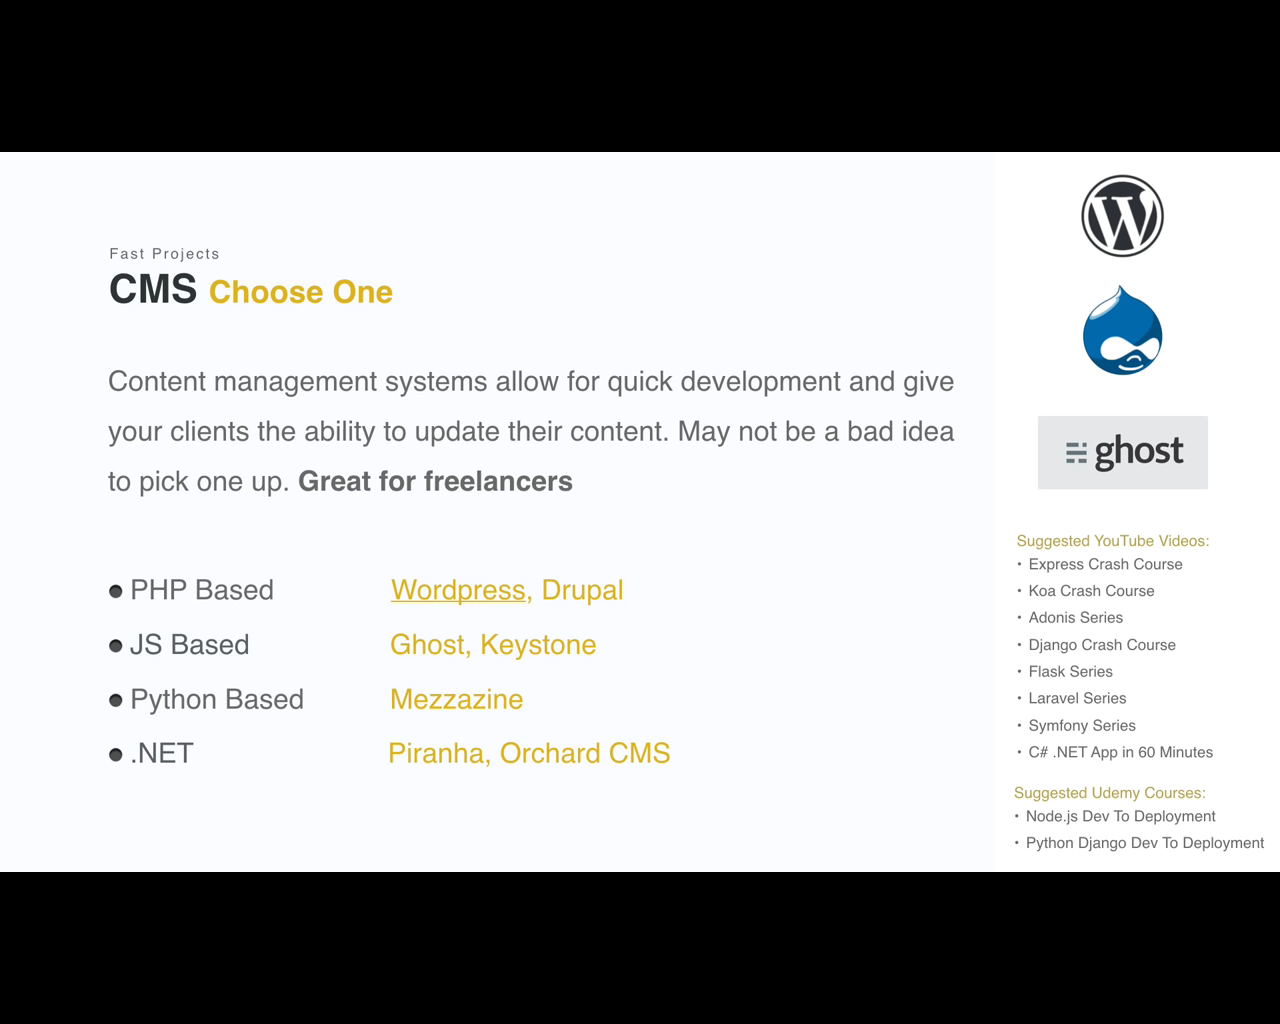 Fast Projects
CMS Choose One
Content management systems allow for quick development and give
your clients the ability to update their content. May not be a bad idea
to pick one up. Great for freelancers
• PHP Based Wordpress, Drupal
• JS Based Ghost, Keystone
• Python Based Mezzazine
• .NET Piranha, Orchard CMS
W
ghost
Suggested YouTube Videos:
• Express Crash Course
• Koa Crash Course
• Adonis Series
• Django Crash Course
• Flask Series
• Laravel Series
• Symfony Series
• C# .NET App in 60 Minutes
Suggested Udemy Courses:
• Node.js Dev To Deployment
• Python Django Dev To Deployment